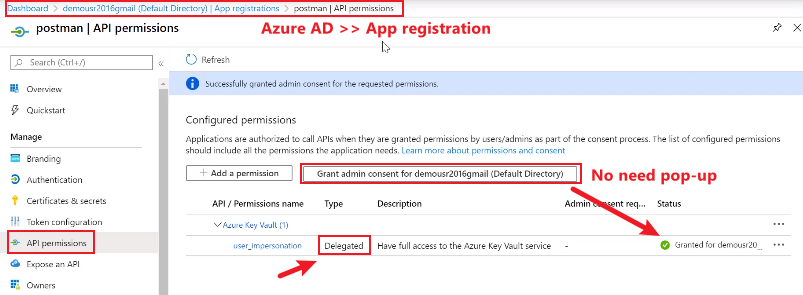 Dashboard > demousr2016gmail (Default Directory) | App registrations > postman | API permissions
Azure AD >> App registration
postman | API permissions
Search (Ctrl+/)
«
Refresh
Overview
Quickstart
Manage
Branding
Authentication
Certificates & secrets
Token configuration
API permissions
Expose an API
Owners
Successfully granted admin consent for the requested permissions.
Configured permissions
Applications are authorized to call APIs when they are granted permissions by users/admins as part of the consent process. The list of configured permissions
should include all the permissions the application needs. Learn more about permissions and consent
+ Add a permission
Grant admin consent for demousr2016gmail (Default Directory)
No need pop-up
API / Permissions name Type Description Admin consent req... Status
Azure Key Vault (1) ...
user_impersonation Delegated Have full access to the Azure Key Vault service - Granted for demousr20_ ...